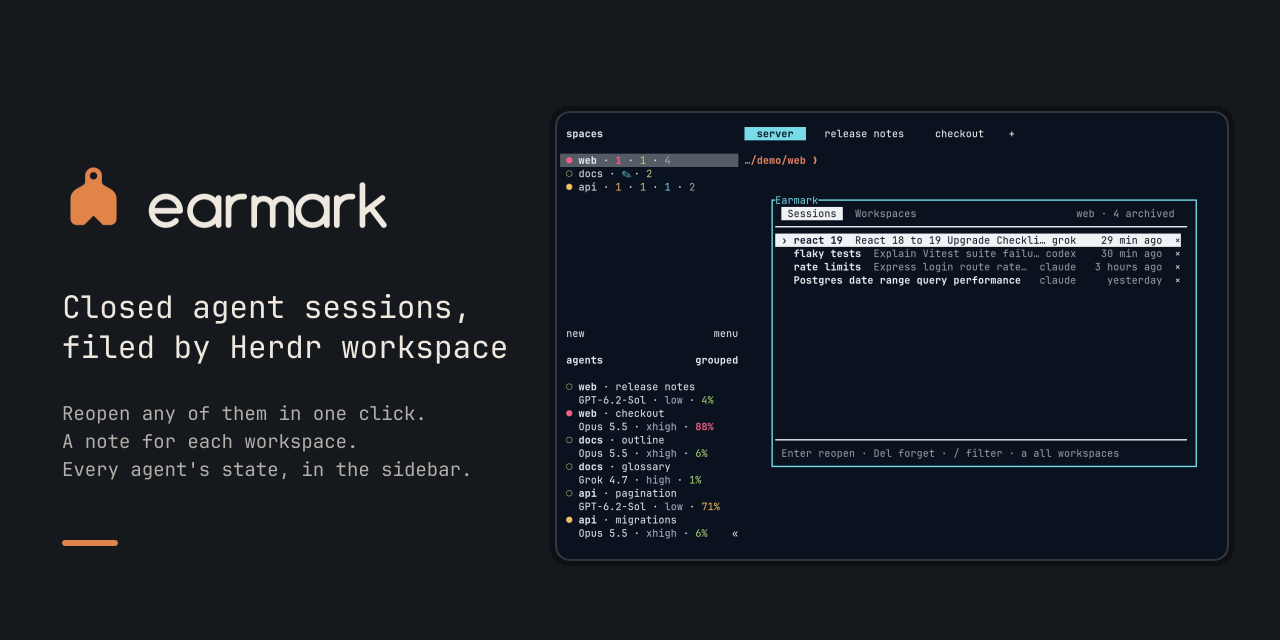 earmark
Closed agent sessions,
filed by Herdr workspace
Reopen any of them in one click.
A note for each workspace.
Every agent's state, in the sidebar.
spaces
● web · 1 · 1 · 4
○ docs · ✎ · 2
● api · 1 · 1 · 1 · 2
new menu
agents grouped
○ web · release notes
GPT-6.2-Sol · low · 4%
● web · checkout
Opus 5.5 · xhigh · 88%
○ docs · outline
Opus 5.5 · xhigh · 6%
○ docs · glossary
Grok 4.7 · high · 1%
○ api · pagination
GPT-6.2-Sol · low · 71%
● api · migrations
Opus 5.5 · xhigh · 6% «
server release notes checkout +
…/demo/web ❯
Earmark
Sessions Workspaces web · 4 archived
› react 19 React 18 to 19 Upgrade Checkli… grok 29 min ago ×
flaky tests Explain Vitest suite failu… codex 30 min ago ×
rate limits Express login route rate… claude 3 hours ago ×
Postgres date range query performance claude yesterday ×
Enter reopen · Del forget · / filter · a all workspaces